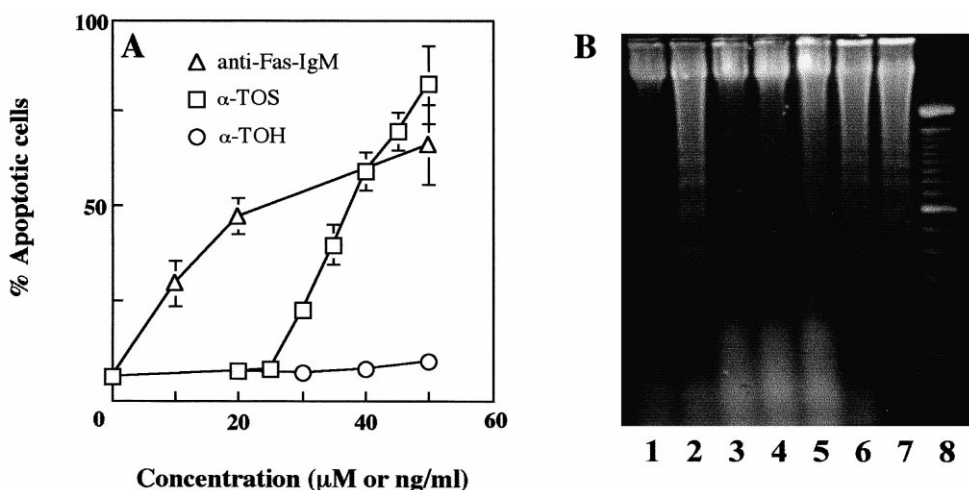 100
A
anti-Fas-IgM
α-TOS
α-TOH
50
% Apoptotic cells
0
20
40
60
Concentration (μM or ng/ml)
B
1 2 3 4 5 6 7 8